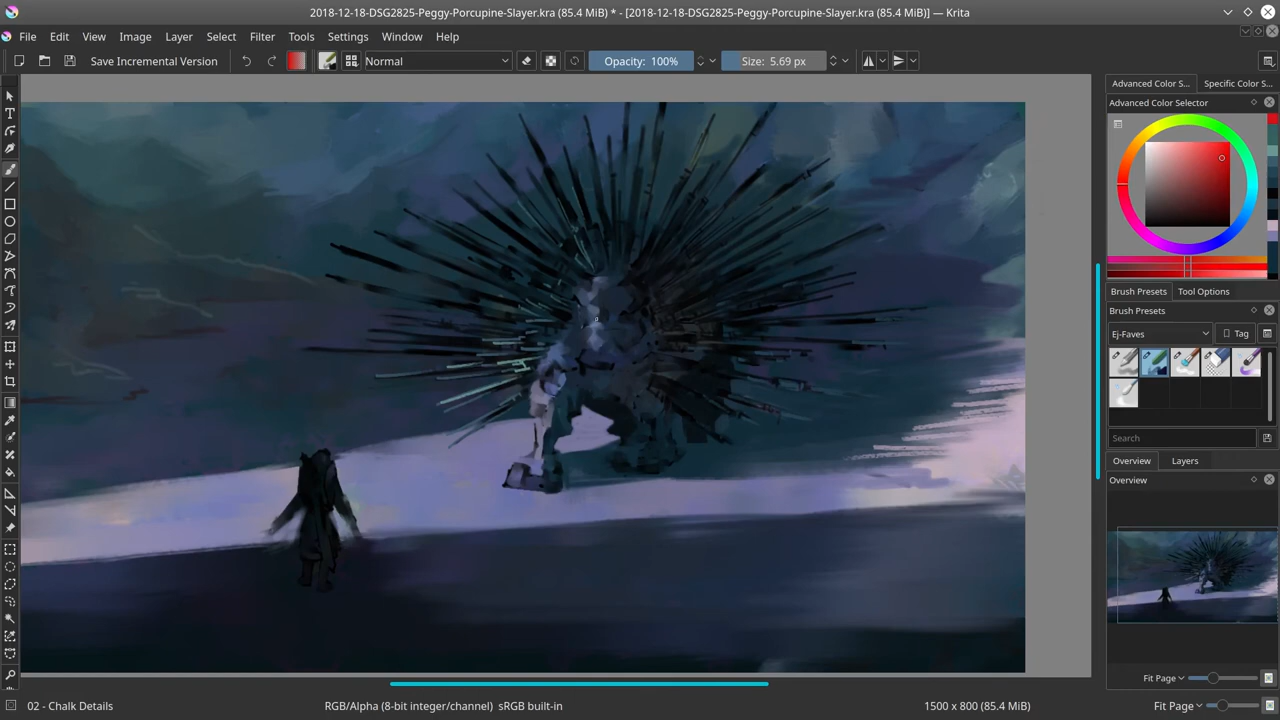 2018-12-18-DSG2825-Peggy-Porcupine-Slayer.kra (85.4 MiB) * - [2018-12-18-DSG2825-Peggy-Porcupine-Slayer.kra (85.4 MiB)] — Krita
File Edit View Image Layer Select Filter Tools Settings Window Help
Save Incremental Version Normal Opacity: 100% Size: 5.69 px
Advanced Color S... Specific Color S...
Advanced Color Selector
Brush Presets Tool Options
Brush Presets
Ej-Faves Tag
Search
Overview Layers
Overview
Fit Page
02 - Chalk Details RGB/Alpha (8-bit integer/channel) sRGB built-in 1500 x 800 (85.4 MiB) Fit Page